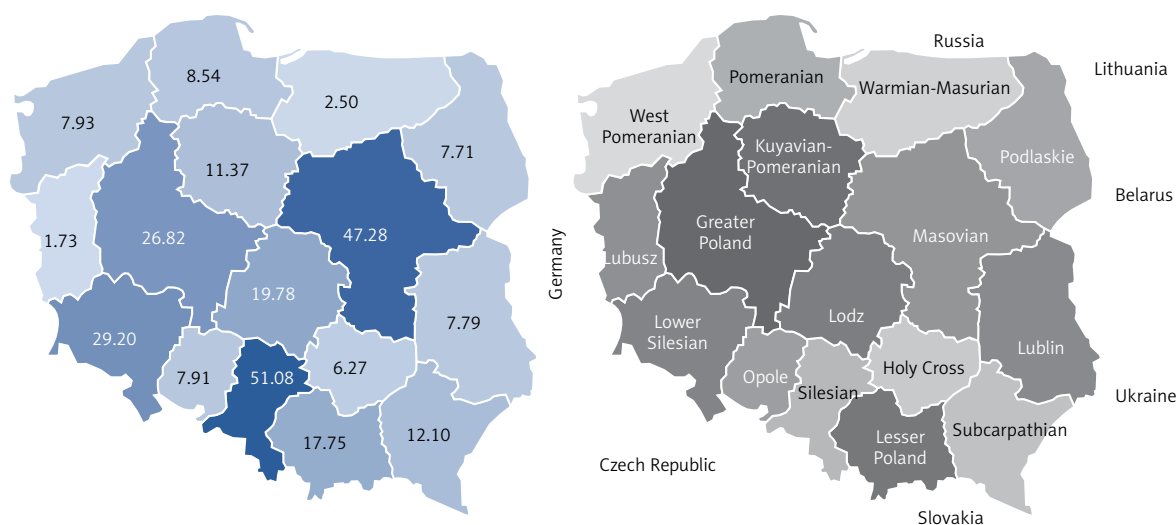 8.54
2.50
7.93
7.71
11.37
1.73
26.82
47.28
19.78
29.20
7.79
7.91
51.08
6.27
17.75
12.10
Russia
Lithuania
Pomeranian
Warmian-Masurian
West
Pomeranian
Kuyavian-
Pomeranian
Podlaskie
Belarus
Greater
Poland
Masovian
Germany
Lubusz
Lodz
Lower
Silesian
Lublin
Opole
Holy Cross
Silesian
Ukraine
Subcarpathian
Lesser
Poland
Czech Republic
Slovakia